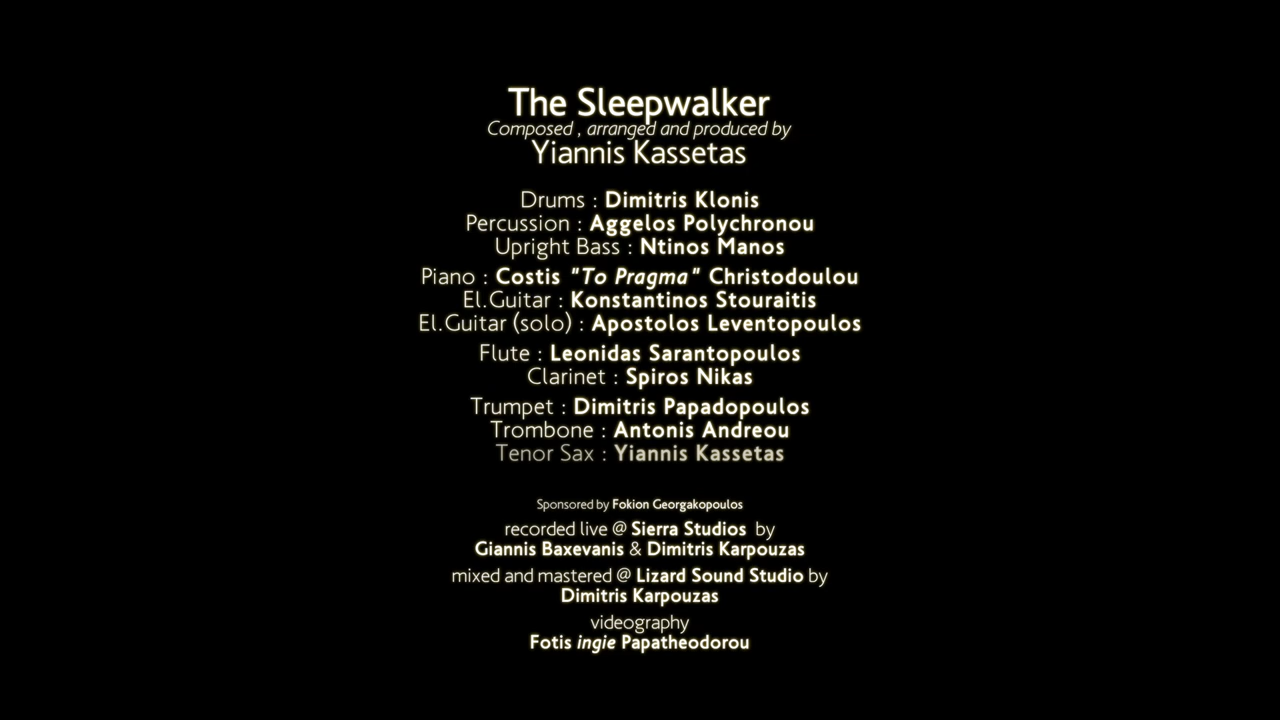 The Sleepwalker
Composed , arranged and produced by
Yiannis Kassetas
Drums : Dimitris Klonis
Percussion : Aggelos Polychronou
Upright Bass : Ntinos Manos
Piano : Costis "To Pragma" Christodoulou
El.Guitar : Konstantinos Stouraitis
El.Guitar (solo) : Apostolos Leventopoulos
Flute : Leonidas Sarantopoulos
Clarinet : Spiros Nikas
Trumpet : Dimitris Papadopoulos
Trombone : Antonis Andreou
Tenor Sax : Yiannis Kassetas
Sponsored by Fokion Georgakopoulos
recorded live @ Sierra Studios by
Giannis Baxevanis & Dimitris Karpouzas
mixed and mastered @ Lizard Sound Studio by
Dimitris Karpouzas
videography
Fotis ingie Papatheodorou